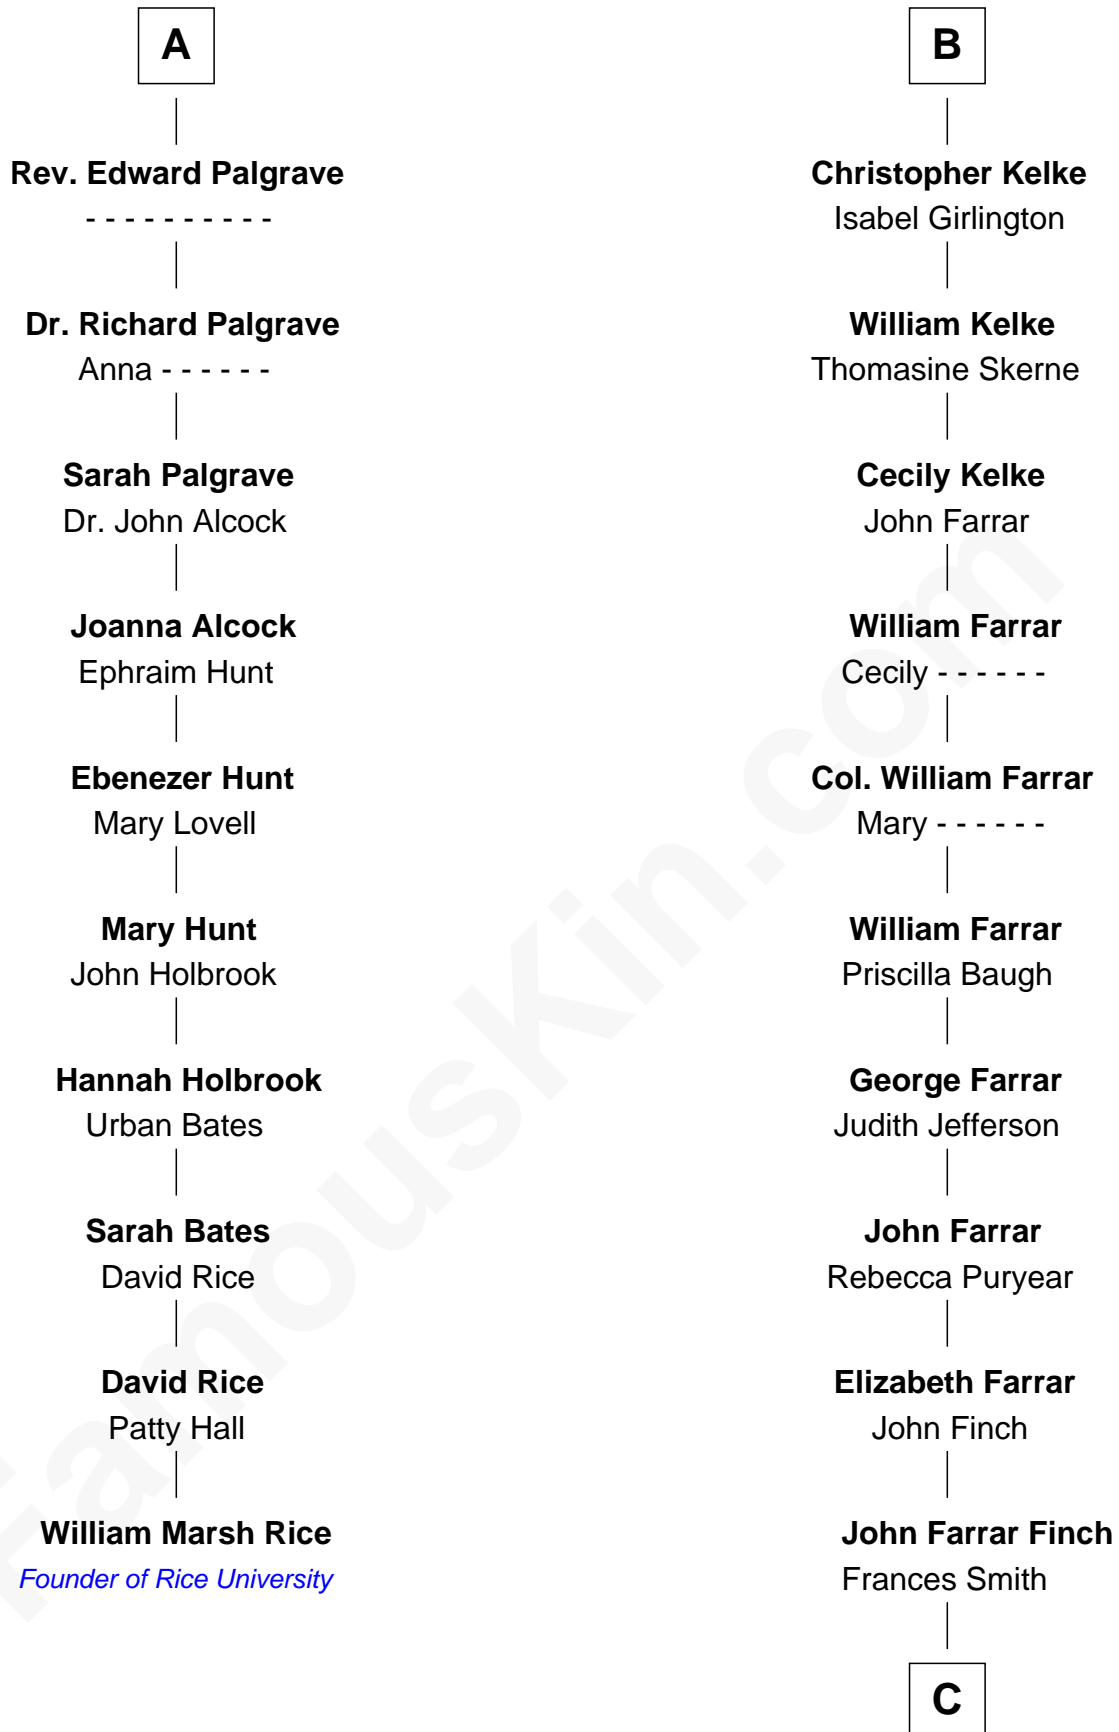 A
Rev. Edward Palgrave
- - - - - - - - - -
Dr. Richard Palgrave
Anna - - - - - -
Sarah Palgrave
Dr. John Alcock
Joanna Alcock
Ephraim Hunt
Ebenezer Hunt
Mary Lovell
Mary Hunt
John Holbrook
Hannah Holbrook
Urban Bates
Sarah Bates
David Rice
David Rice
Patty Hall
William Marsh Rice
Founder of Rice University
B
Christopher Kelke
Isabel Girlington
William Kelke
Thomasine Skerne
Cecily Kelke
John Farrar
William Farrar
Cecily - - - - - -
Col. William Farrar
Mary - - - - - -
William Farrar
Priscilla Baugh
George Farrar
Judith Jefferson
John Farrar
Rebecca Puryear
Elizabeth Farrar
John Finch
John Farrar Finch
Frances Smith
C
FamousKin.com